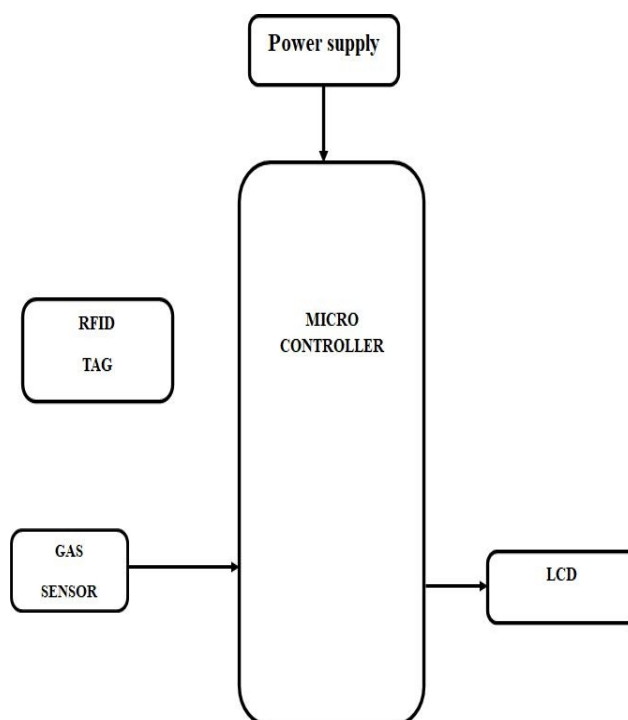 Power supply
RFID
TAG
MICRO
CONTROLLER
GAS
SENSOR
LCD